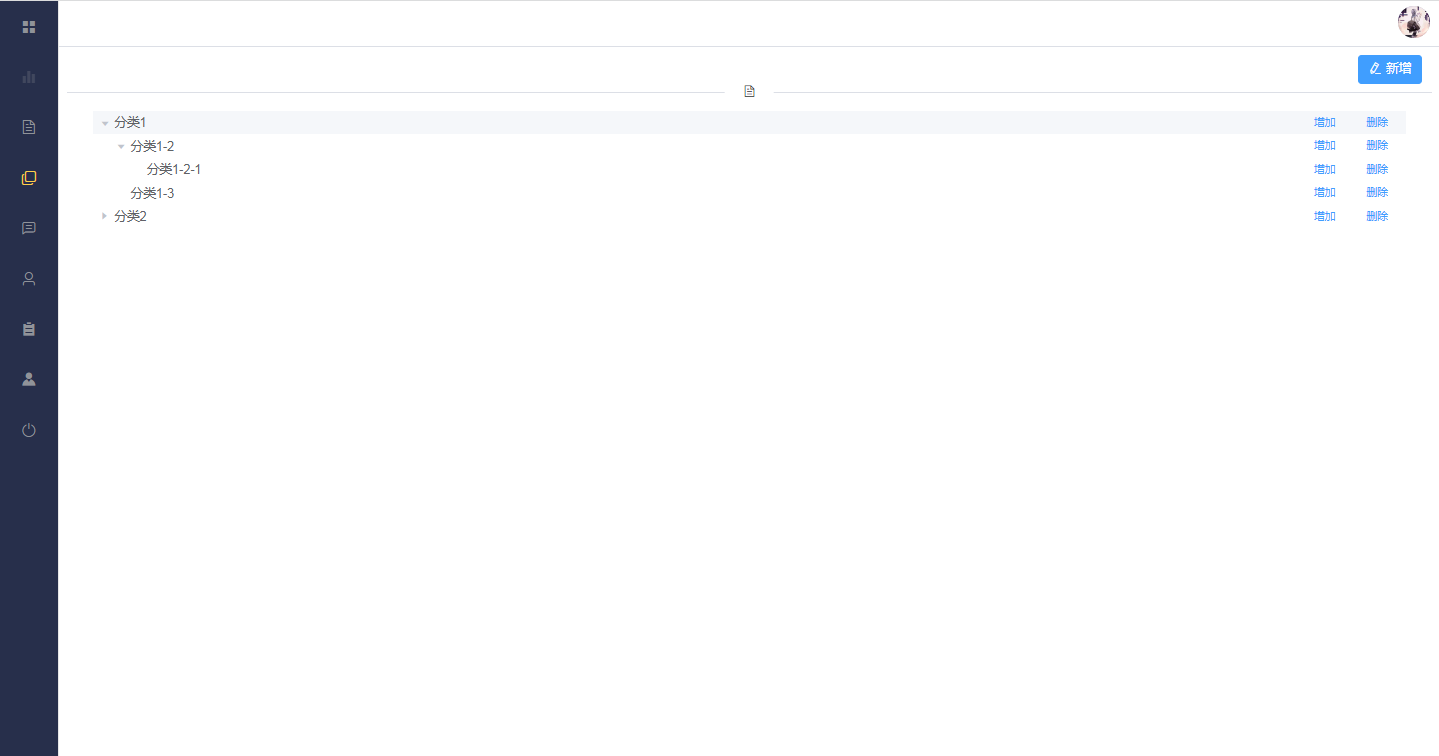 新增
分类1 增加 删除
分类1-2 增加 删除
分类1-2-1 增加 删除
分类1-3 增加 删除
分类2 增加 删除